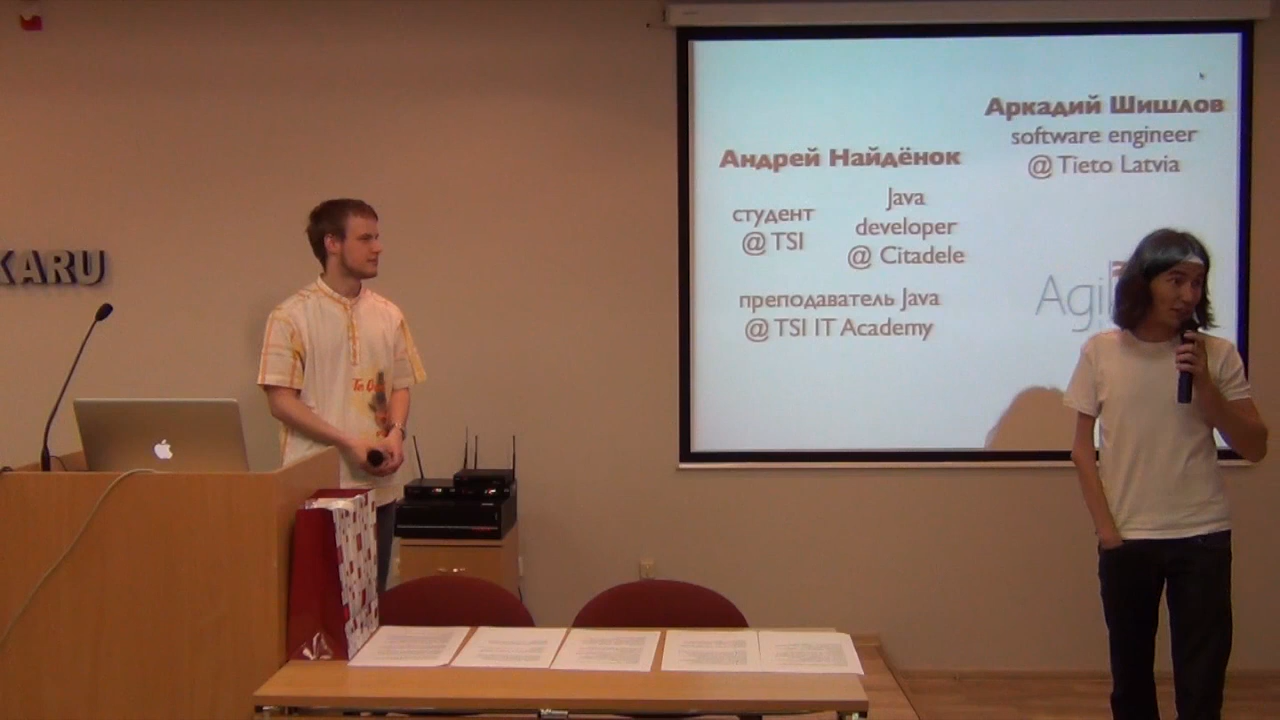 KARU
Андрей Найдёнок
студент
@ TSI
Java
developer
@ Citadele
преподаватель Java
@ TSI IT Academy
Аркадий Шишлов
software engineer
@ Tieto Latvia
Agil